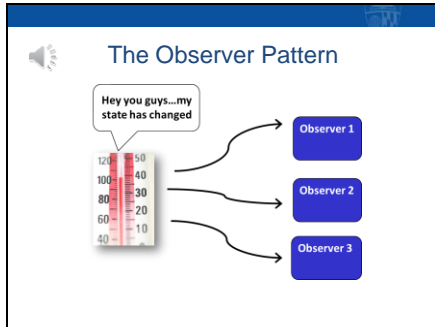 The Observer Pattern
Hey you guys...my
state has changed
Observer 1
Observer 2
Observer 3
120 50
100 40
80 30
60 20
40 10